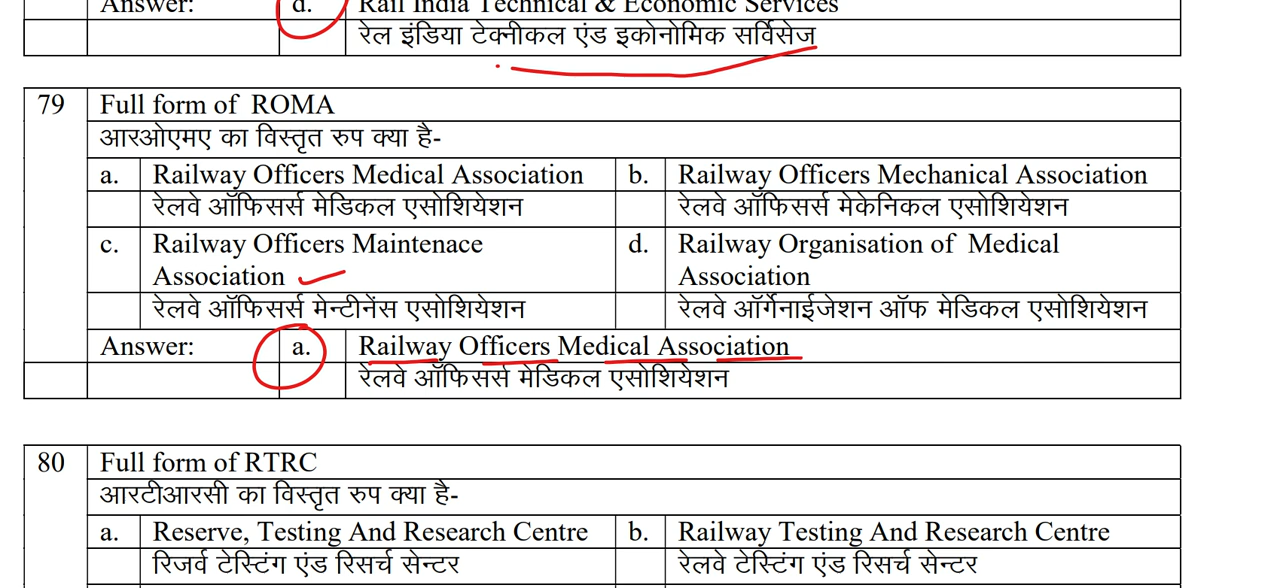 Answer: d. Rail India Technical & Economic Services
रेल इंडिया टेक्नीकल एंड इकोनोमिक सर्विसेज
79 Full form of ROMA
आरओएमए का विस्तृत रुप क्या है-
a. Railway Officers Medical Association b. Railway Officers Mechanical Association
रेलवे ऑफिसर्स मेडिकल एसोशियेशन रेलवे ऑफिसर्स मेकेनिकल एसोशियेशन
c. Railway Officers Maintenace d. Railway Organisation of Medical
Association Association
रेलवे ऑफिसर्स मेन्टीनेंस एसोशियेशन रेलवे ऑर्गेनाईजेशन ऑफ मेडिकल एसोशियेशन
Answer: a. Railway Officers Medical Association
रेलवे ऑफिसर्स मेडिकल एसोशियेशन
80 Full form of RTRC
आरटीआरसी का विस्तृत रुप क्या है-
a. Reserve, Testing And Research Centre b. Railway Testing And Research Centre
रिजर्व टेस्टिंग एंड रिसर्च सेन्टर रेलवे टेस्टिंग एंड रिसर्च सेन्टर